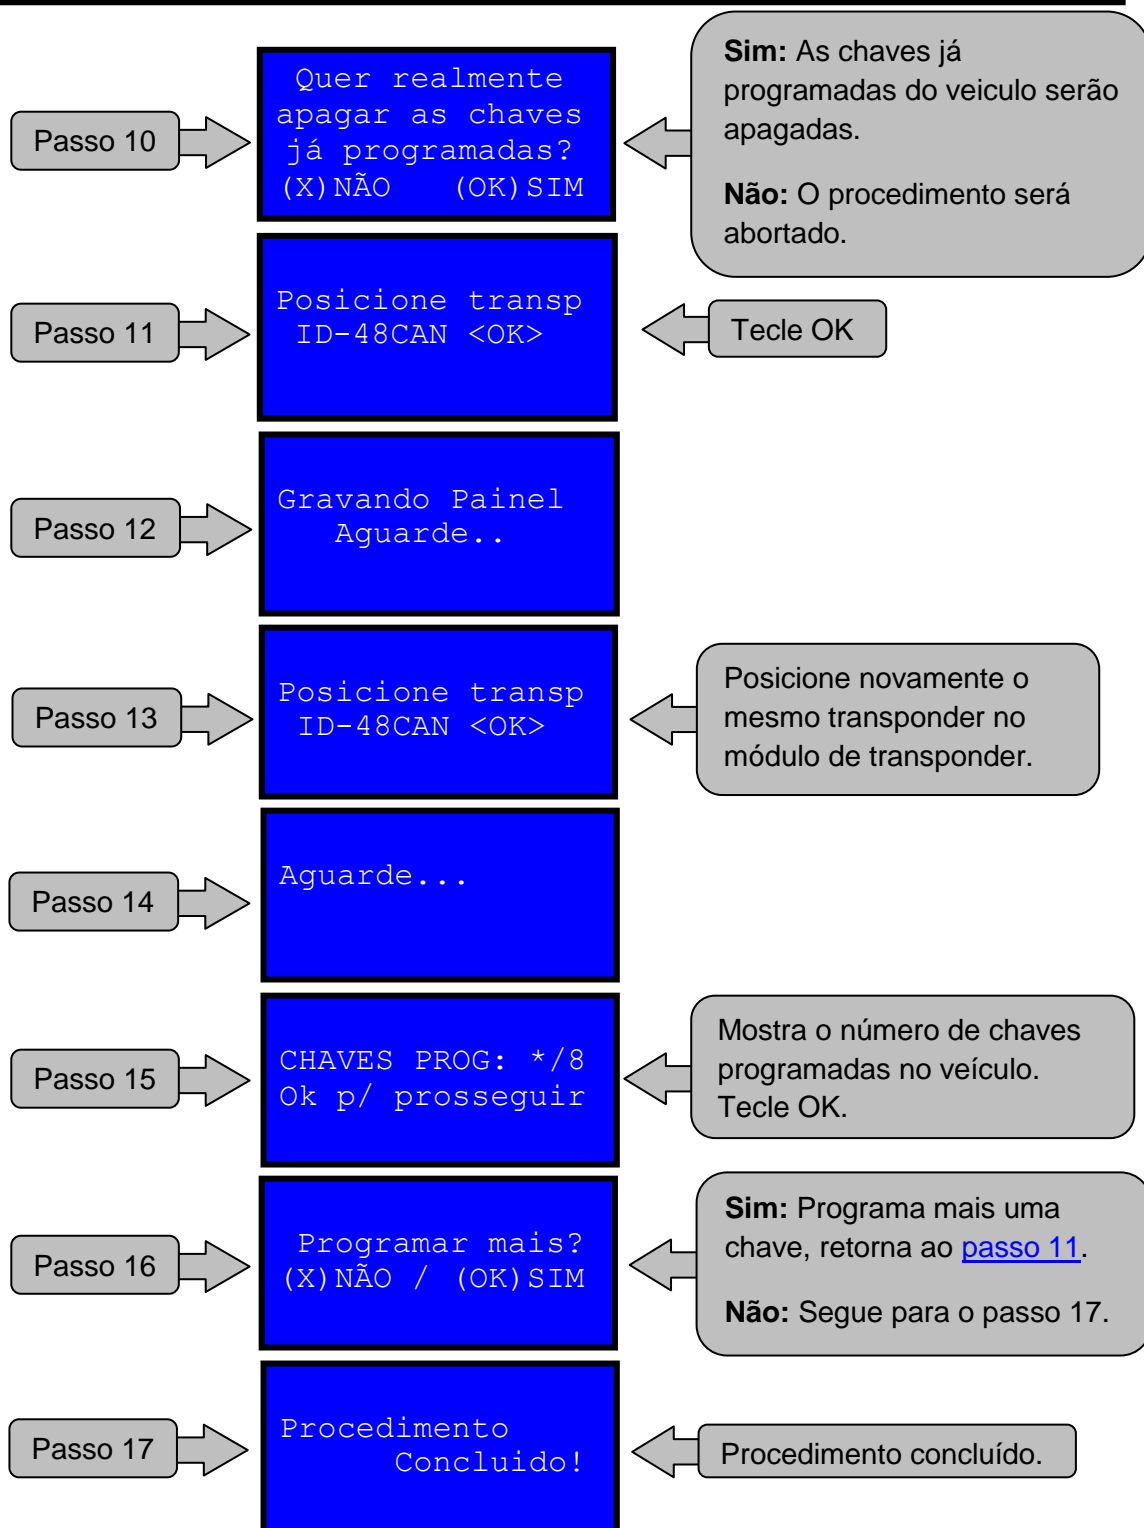 Passo 10
Quer realmente
apagar as chaves
já programadas?
(X)NÃO (OK)SIM
Sim: As chaves já
programadas do veiculo serão
apagadas.
Não: O procedimento será
abortado.
Passo 11
Posicione transp
ID-48CAN <OK>
Tecle OK
Passo 12
Gravando Painel
Aguarde..
Passo 13
Posicione transp
ID-48CAN <OK>
Posicione novamente o
mesmo transponder no
módulo de transponder.
Passo 14
Aguarde...
Passo 15
CHAVES PROG: */8
Ok p/ prosseguir
Mostra o número de chaves
programadas no veículo.
Tecle OK.
Passo 16
Programar mais?
(X)NÃO / (OK)SIM
Sim: Programa mais uma
chave, retorna ao passo 11.
Não: Segue para o passo 17.
Passo 17
Procedimento
Concluido!
Procedimento concluído.